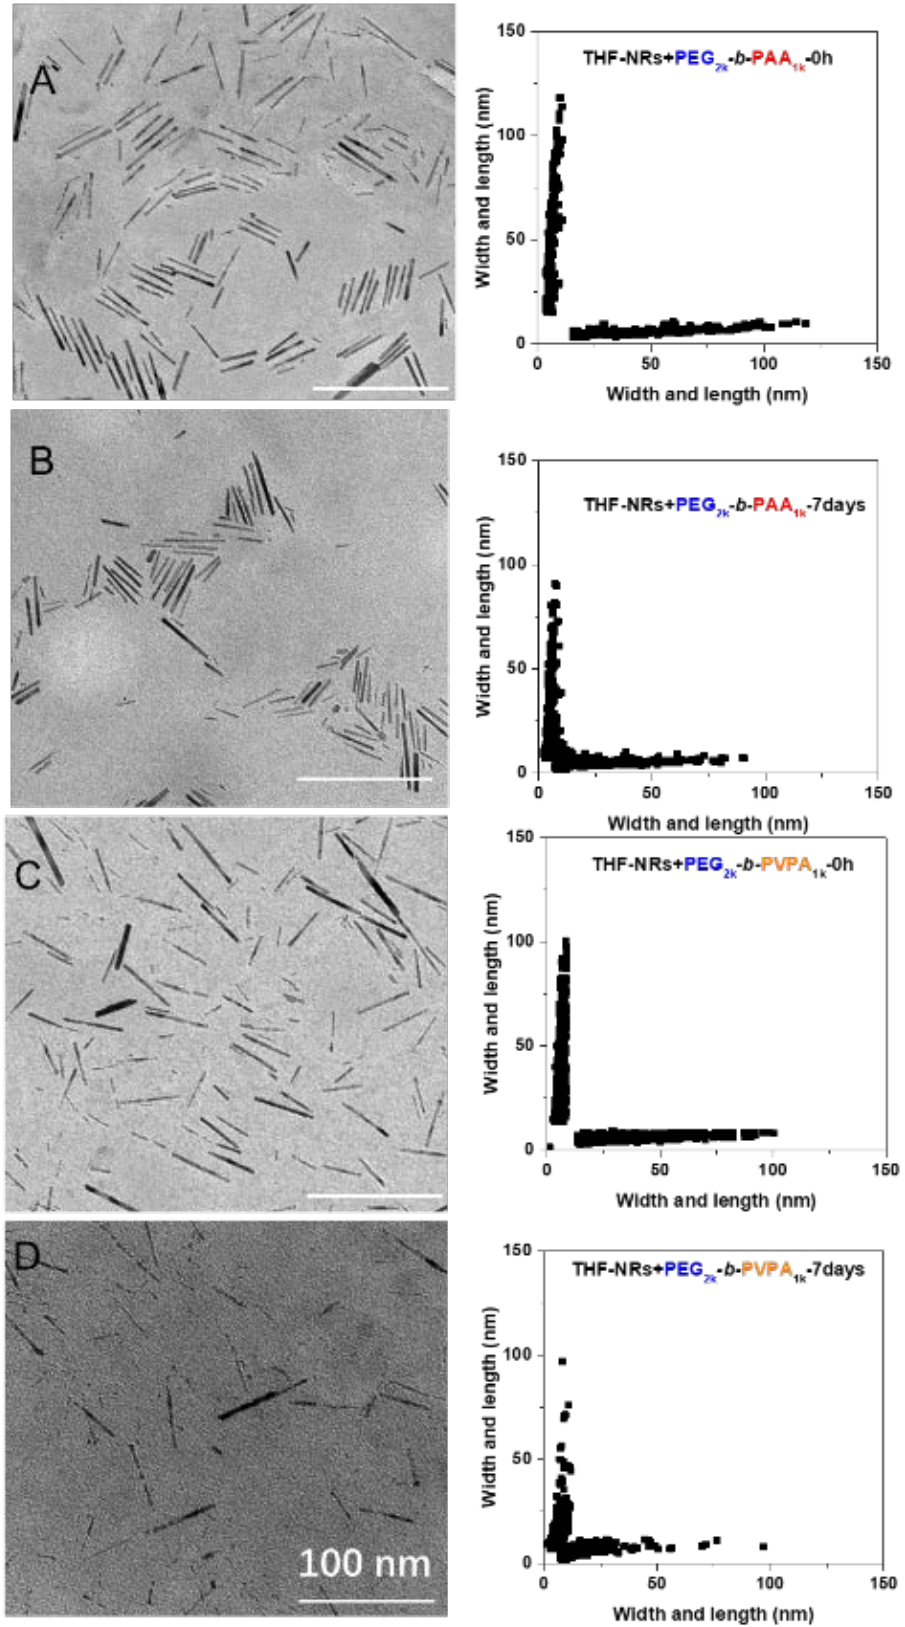 A
THF-NRs+PEG2k-b-PAA1k-0h
Width and length (nm)
150
100
50
0
0 50 100 150
Width and length (nm)
B
THF-NRs+PEG2k-b-PAA1k-7days
Width and length (nm)
150
100
50
0
0 50 100 150
Width and length (nm)
C
THF-NRs+PEG2k-b-PVPA1k-0h
Width and length (nm)
150
100
50
0
0 50 100 150
Width and length (nm)
D
100 nm
THF-NRs+PEG2k-b-PVPA1k-7days
Width and length (nm)
150
100
50
0
0 50 100 150
Width and length (nm)